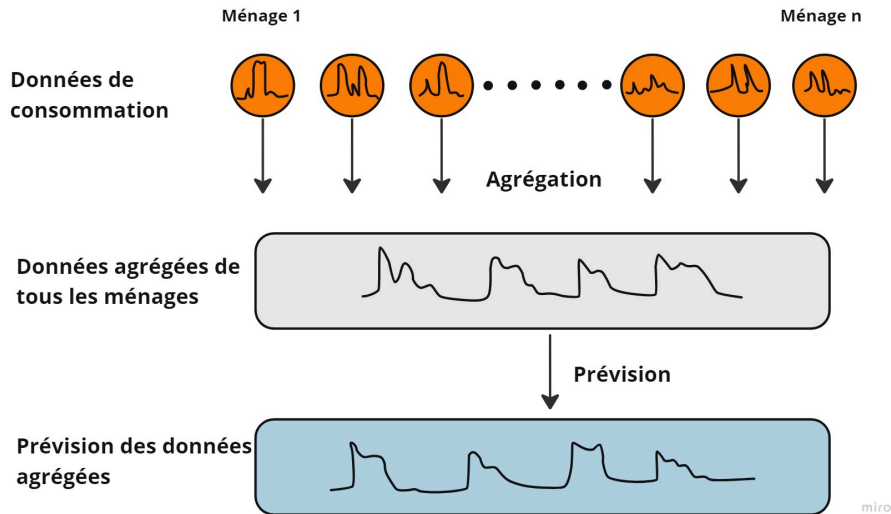 Ménage 1
Ménage n
Données de
consommation
Agrégation
Données agrégées de
tous les ménages
Prévision
Prévision des données
agrégées
miro